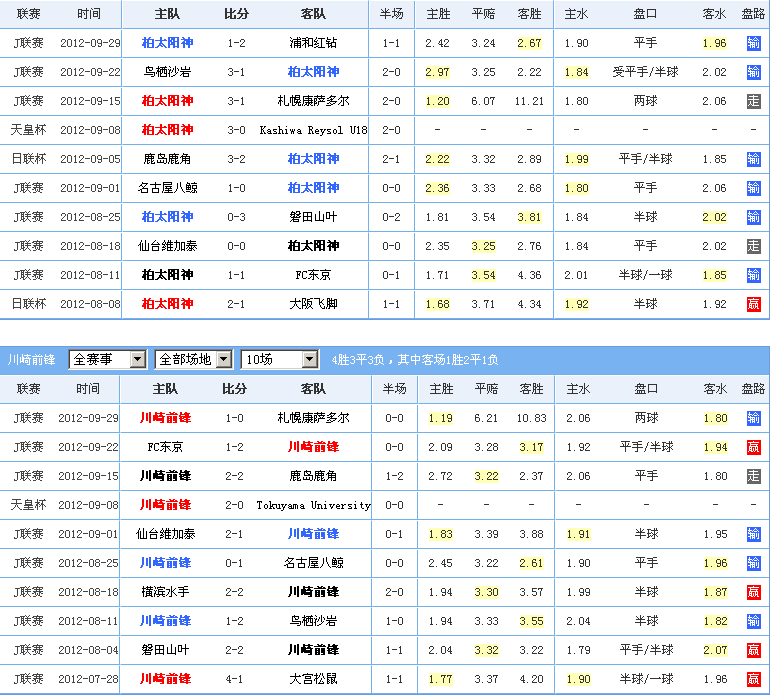 联赛 时间 主队 比分 客队 半场 主胜 平赔 客胜 主水 盘口 客水 盘路
J联赛 2012-09-29 柏太阳神 1-2 浦和红钻 1-1 2.42 3.24 2.67 1.90 平手 1.96 输
J联赛 2012-09-22 鸟栖沙岩 3-1 柏太阳神 2-0 2.97 3.25 2.22 1.84 受平手/半球 2.02 输
J联赛 2012-09-15 柏太阳神 3-1 札幌康萨多尔 2-0 1.20 6.07 11.21 1.80 两球 2.06 走
天皇杯 2012-09-08 柏太阳神 3-0 Kashiwa Reysol U18 2-0 - - - - - - -
日联杯 2012-09-05 鹿岛鹿角 3-2 柏太阳神 2-1 2.22 3.32 2.89 1.99 平手/半球 1.85 输
J联赛 2012-09-01 名古屋八鲸 1-0 柏太阳神 0-0 2.36 3.33 2.68 1.80 平手 2.06 输
J联赛 2012-08-25 柏太阳神 0-3 磐田山叶 0-2 1.81 3.54 3.81 1.84 半球 2.02 输
J联赛 2012-08-18 仙台维加泰 0-0 柏太阳神 0-0 2.35 3.25 2.76 1.84 平手 2.02 走
J联赛 2012-08-11 柏太阳神 1-1 FC东京 0-1 1.71 3.54 4.36 2.01 半球/一球 1.85 输
日联杯 2012-08-08 柏太阳神 2-1 大阪飞脚 1-1 1.68 3.71 4.34 1.92 半球 1.92 赢
川崎前锋 全赛事 全部场地 10场 4胜3平3负，其中客场1胜2平1负
联赛 时间 主队 比分 客队 半场 主胜 平赔 客胜 主水 盘口 客水 盘路
J联赛 2012-09-29 川崎前锋 1-0 札幌康萨多尔 0-0 1.19 6.21 10.83 2.06 两球 1.80 输
J联赛 2012-09-22 FC东京 1-2 川崎前锋 0-0 2.09 3.28 3.17 1.92 平手/半球 1.94 赢
J联赛 2012-09-15 川崎前锋 2-2 鹿岛鹿角 1-2 2.72 3.22 2.37 2.06 平手 1.80 走
天皇杯 2012-09-08 川崎前锋 2-0 Tokuyama University 0-0 - - - - - - -
J联赛 2012-09-01 仙台维加泰 2-1 川崎前锋 0-1 1.83 3.39 3.88 1.91 半球 1.95 输
J联赛 2012-08-25 川崎前锋 0-1 名古屋八鲸 0-0 2.45 3.22 2.61 1.90 平手 1.96 输
J联赛 2012-08-18 横滨水手 2-2 川崎前锋 2-0 1.94 3.30 3.57 1.99 半球 1.87 赢
J联赛 2012-08-11 川崎前锋 1-2 鸟栖沙岩 1-0 1.94 3.33 3.55 2.04 半球 1.82 输
J联赛 2012-08-04 磐田山叶 2-2 川崎前锋 1-1 2.04 3.32 3.22 1.79 平手/半球 2.07 赢
J联赛 2012-07-28 川崎前锋 4-1 大宫松鼠 1-1 1.77 3.37 4.20 1.90 半球/一球 1.96 赢